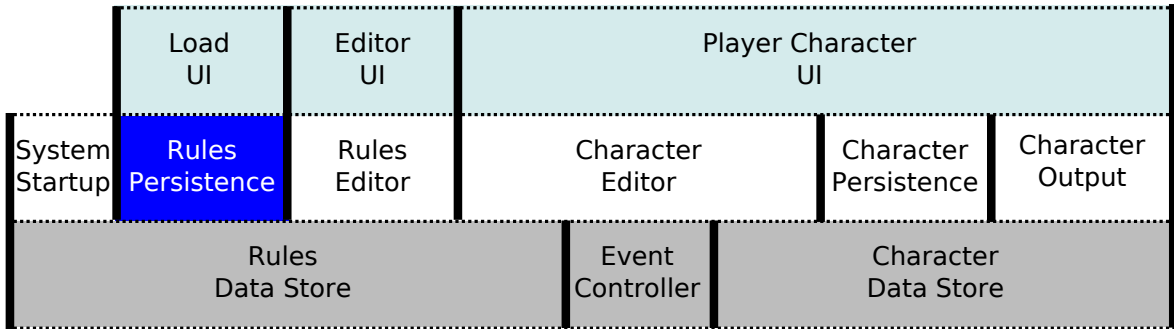 Load
UI
Editor
UI
Player Character
UI
System
Startup
Rules
Persistence
Rules
Editor
Character
Editor
Character
Persistence
Character
Output
Rules
Data Store
Event
Controller
Character
Data Store